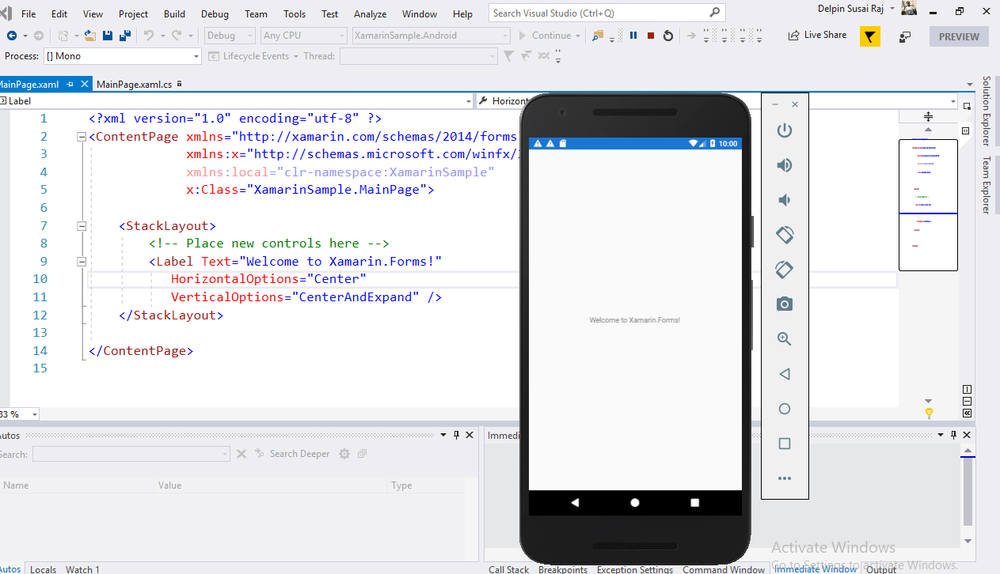 File Edit View Project Build Debug Team Tools Test Analyze Window Help Search Visual Studio (Ctrl+Q) Delpin Susai Raj
Debug Any CPU XamarinSample.Android Continue Live Share PREVIEW
Process: [] Mono Lifecycle Events Thread:
MainPage.xaml MainPage.xaml.cs
Label Horizont
1 <?xml version="1.0" encoding="utf-8" ?>
2 <ContentPage xmlns="http://xamarin.com/schemas/2014/forms
3 xmlns:x="http://schemas.microsoft.com/winfx/
4 xmlns:local="clr-namespace:XamarinSample"
5 x:Class="XamarinSample.MainPage">
6
7 <StackLayout>
8 <!-- Place new controls here -->
9 <Label Text="Welcome to Xamarin.Forms!"
10 HorizontalOptions="Center"
11 VerticalOptions="CenterAndExpand" />
12 </StackLayout>
13
14 </ContentPage>
15
10:00
Welcome to Xamarin.Forms!
Solution Explorer
Team Explorer
33 %
Autos
Search: Search Deeper
Name Value Type
Autos Locals Watch 1
Immedi
Activate Windows
Go to Settings to activate Windows.
Call Stack Breakpoints Exception Settings Command Window Immediate Window Output